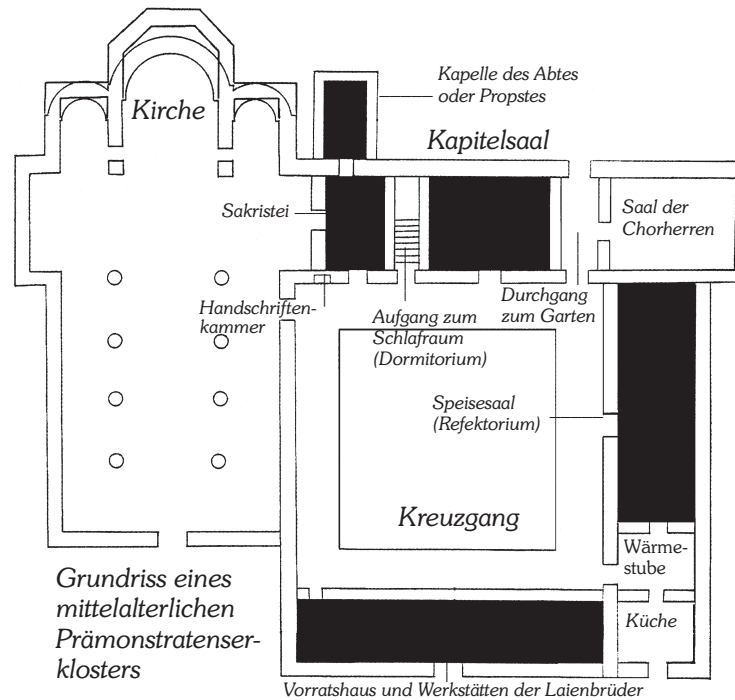 Kirche
Kapelle des Abtes
oder Propstes
Kapitelsaal
Sakristei
Saal der
Chorherren
Handschriften-
kammer
Aufgang zum
Schlafraum
(Dormitorium)
Durchgang
zum Garten
Speisesaal
(Refektorium)
Kreuzgang
Wärme-
stube
Küche
Grundriss eines
mittelalterlichen
Prämonstratenser-
klosters
Vorratshaus und Werkstätten der Laienbrüder